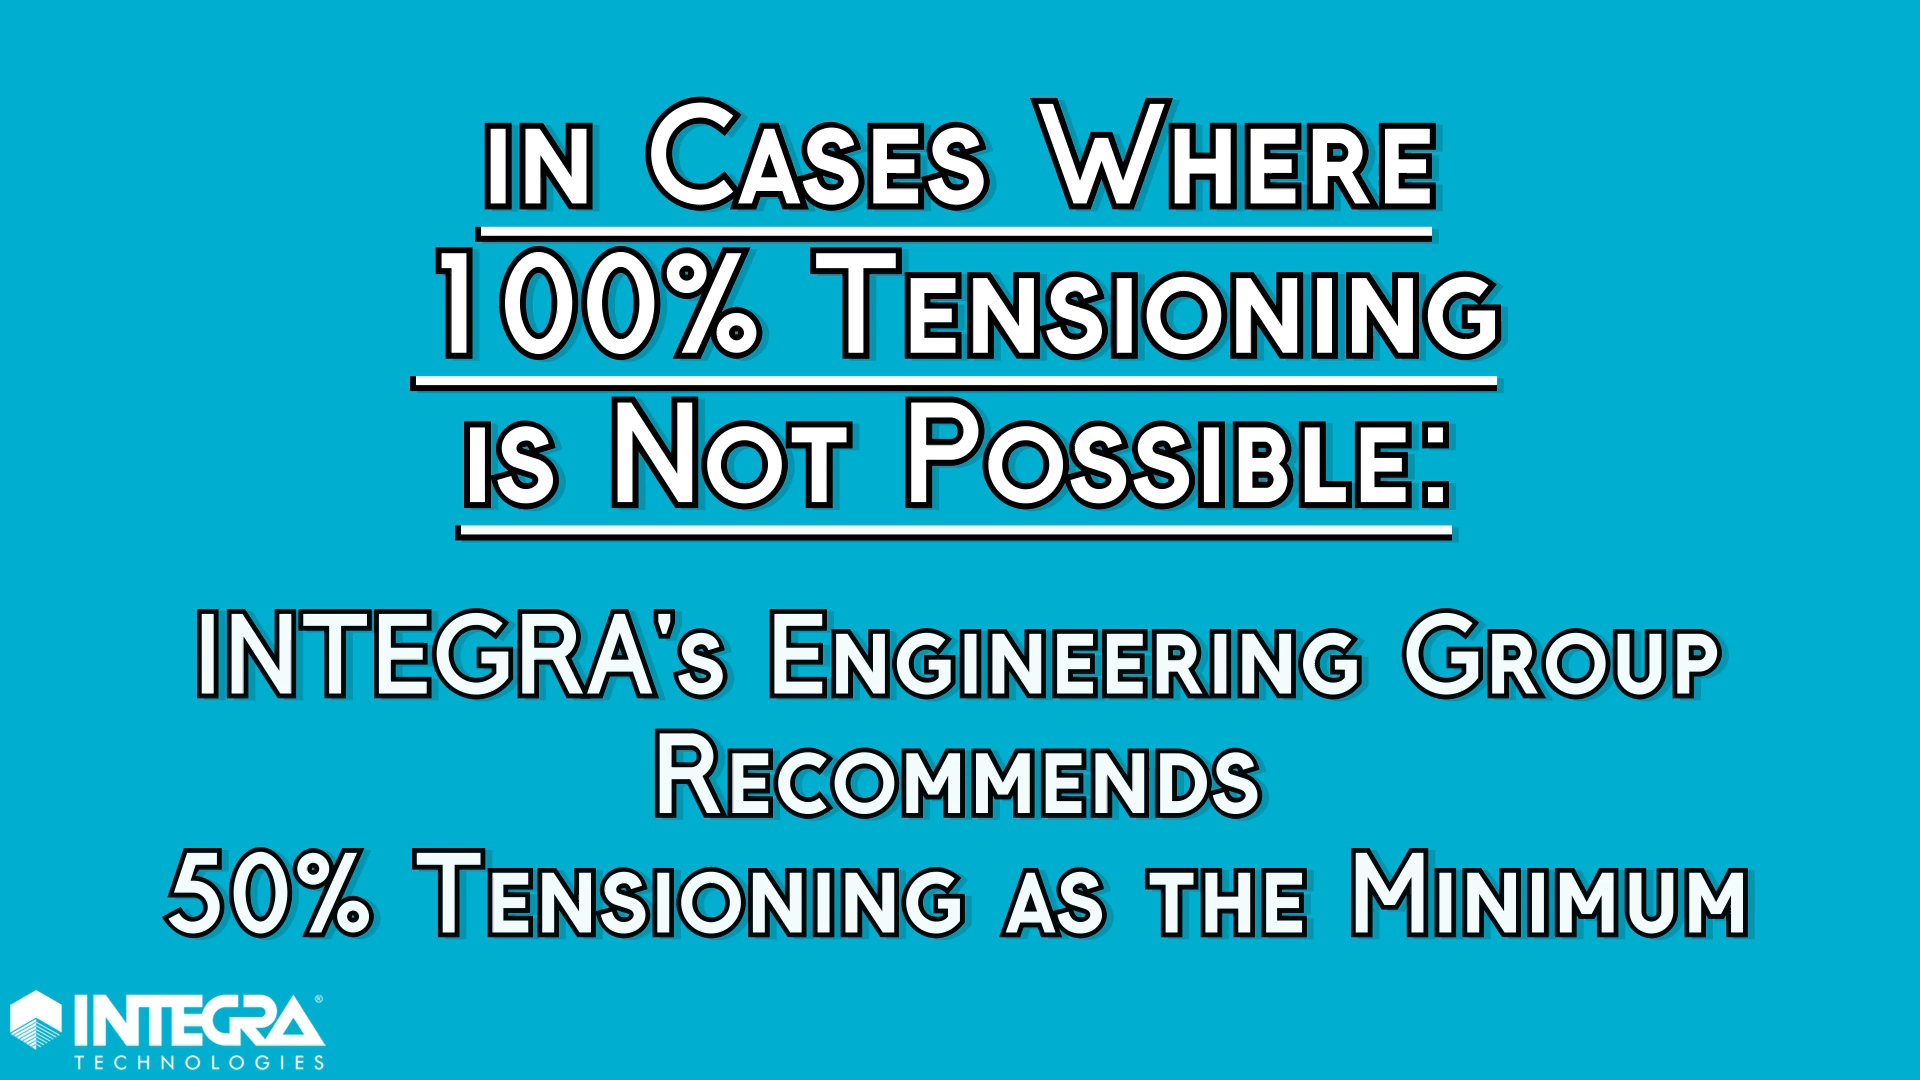 in Cases Where
100% Tensioning
is Not Possible:
INTEGRA's Engineering Group
Recommends
50% Tensioning as the Minimum
INTEGRA®
TECHNOLOGIES